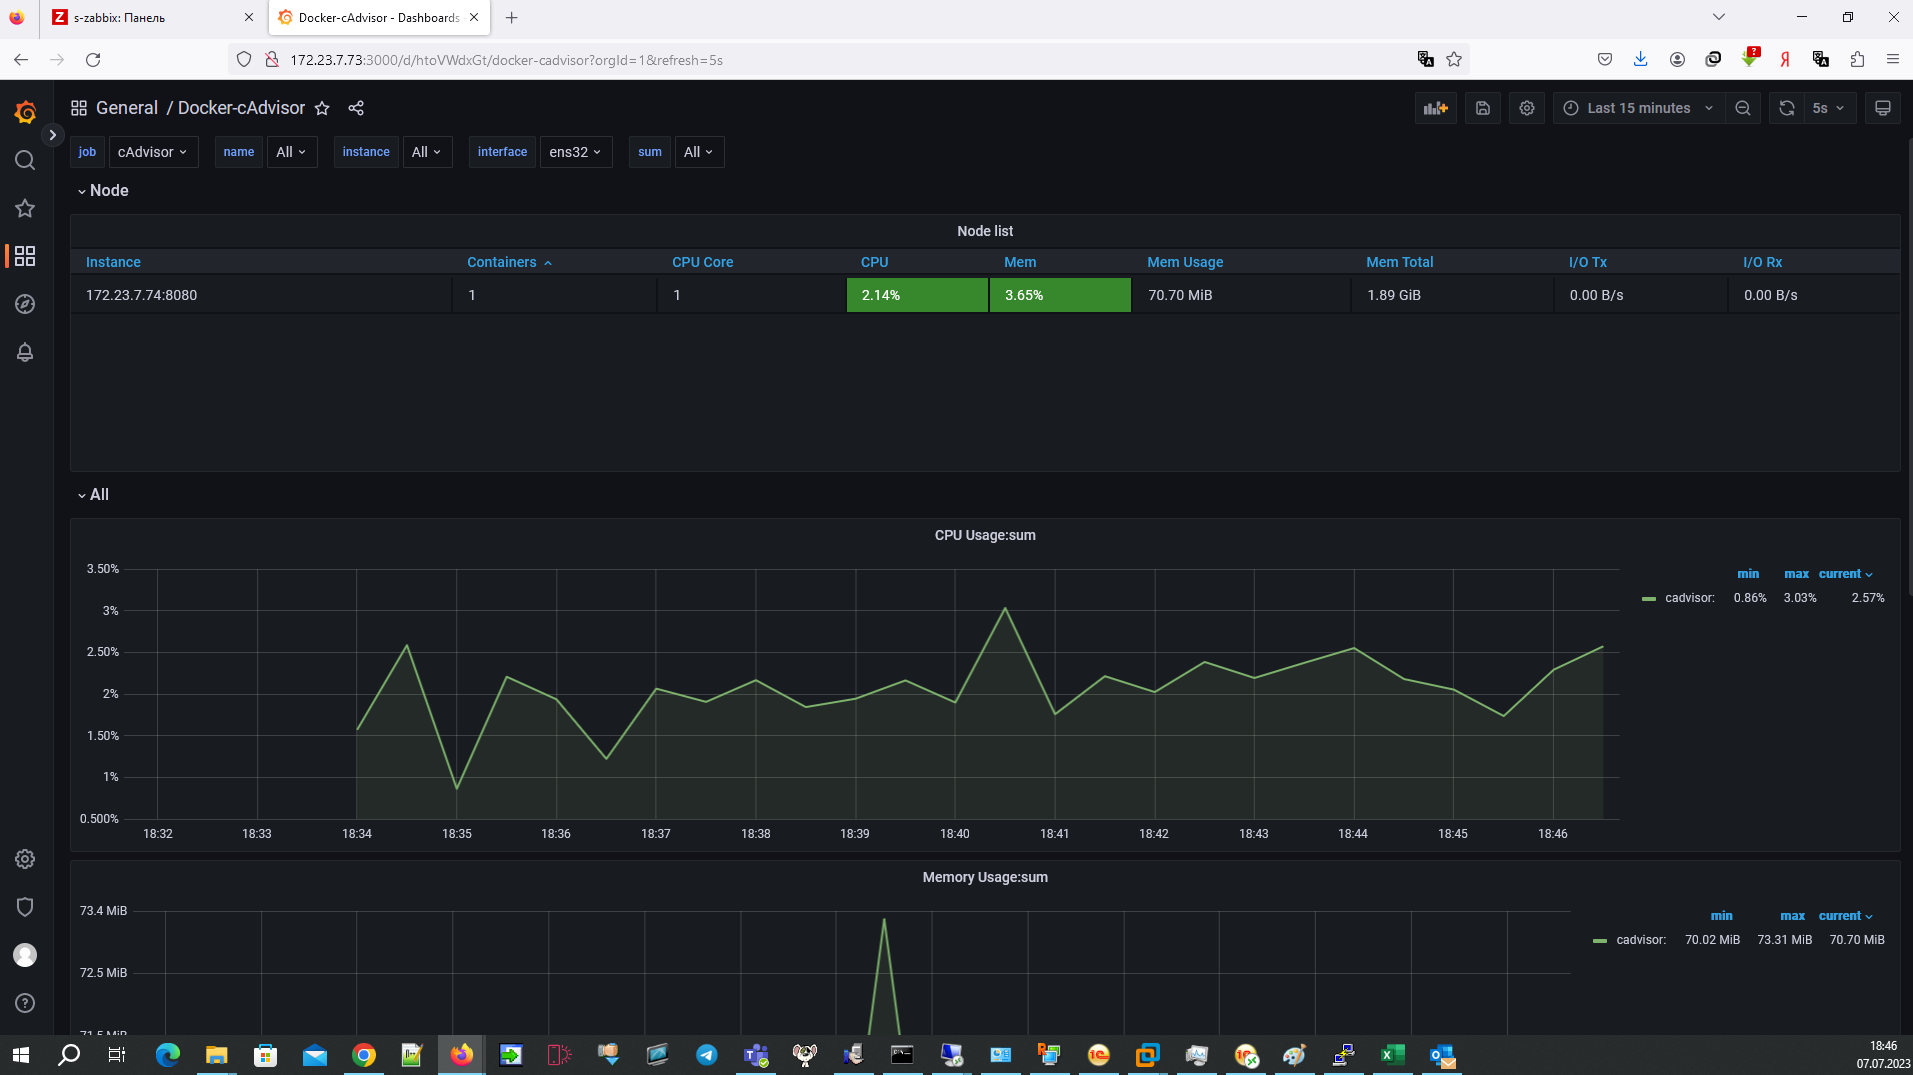 s-zabbix: Панель
Docker-cAdvisor - Dashboards
172.23.7.73:3000/d/htoVWdxGt/docker-cadvisor?orgId=1&refresh=5s
General / Docker-cAdvisor
Last 15 minutes
5s
job cAdvisor name All instance All interface ens32 sum All
Node
Node list
Instance Containers CPU Core CPU Mem Mem Usage Mem Total I/O Tx I/O Rx
172.23.7.74:8080 1 1 2.14% 3.65% 70.70 MiB 1.89 GiB 0.00 B/s 0.00 B/s
All
CPU Usage:sum
3.50%
3%
2.50%
2%
1.50%
1%
0.500%
18:32 18:33 18:34 18:35 18:36 18:37 18:38 18:39 18:40 18:41 18:42 18:43 18:44 18:45 18:46
min max current
cadvisor: 0.86% 3.03% 2.57%
Memory Usage:sum
73.4 MiB
72.5 MiB
71.5 MiB
min max current
cadvisor: 70.02 MiB 73.31 MiB 70.70 MiB
18:46
07.07.2023